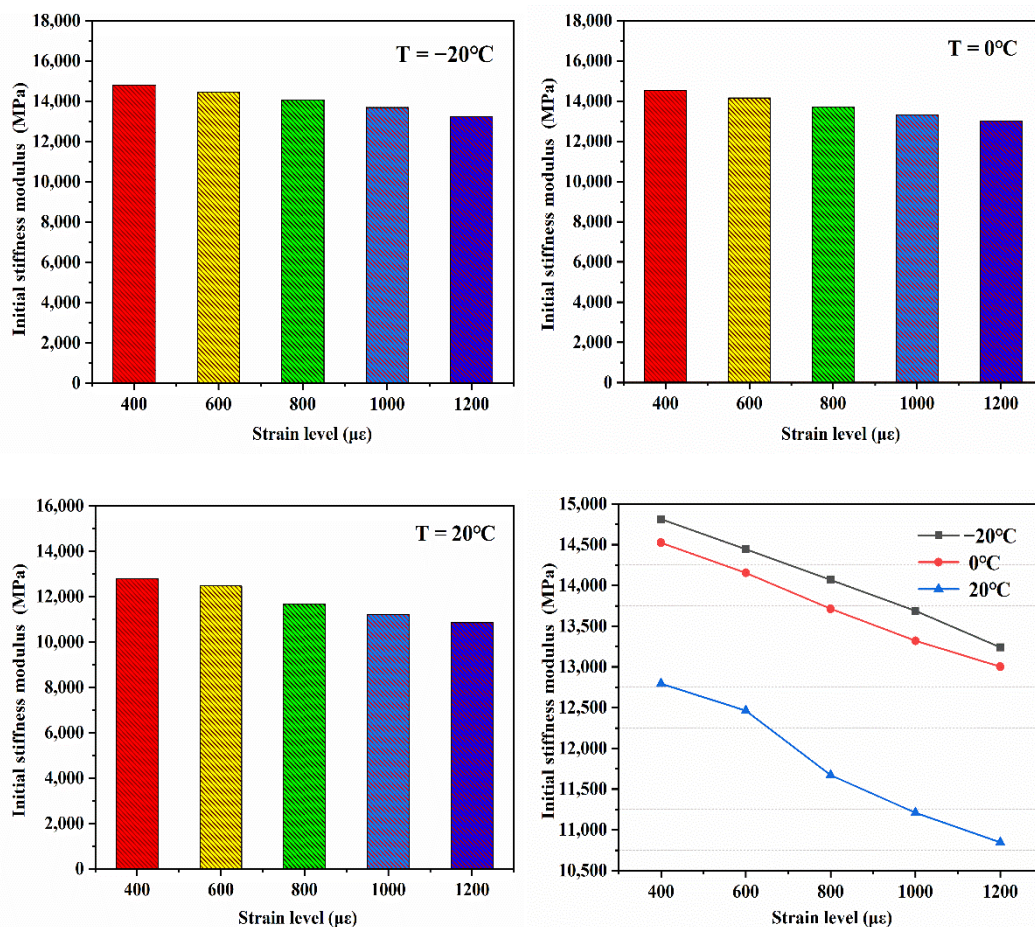 18,000
16,000
14,000
12,000
10,000
8,000
6,000
4,000
2,000
0
Initial stiffness modulus (MPa)
T = −20℃
400 600 800 1000 1200
Strain level (με)
18,000
16,000
14,000
12,000
10,000
8,000
6,000
4,000
2,000
0
Initial stiffness modulus (MPa)
T = 0℃
400 600 800 1000 1200
Strain level (με)
16,000
14,000
12,000
10,000
8,000
6,000
4,000
2,000
0
Initial stiffness modulus (MPa)
T = 20℃
400 600 800 1000 1200
Strain level (με)
15,000
14,500
14,000
13,500
13,000
12,500
12,000
11,500
11,000
10,500
Initial stiffness modulus (MPa)
−20℃
0℃
20℃
400 600 800 1000 1200
Strain level (με)